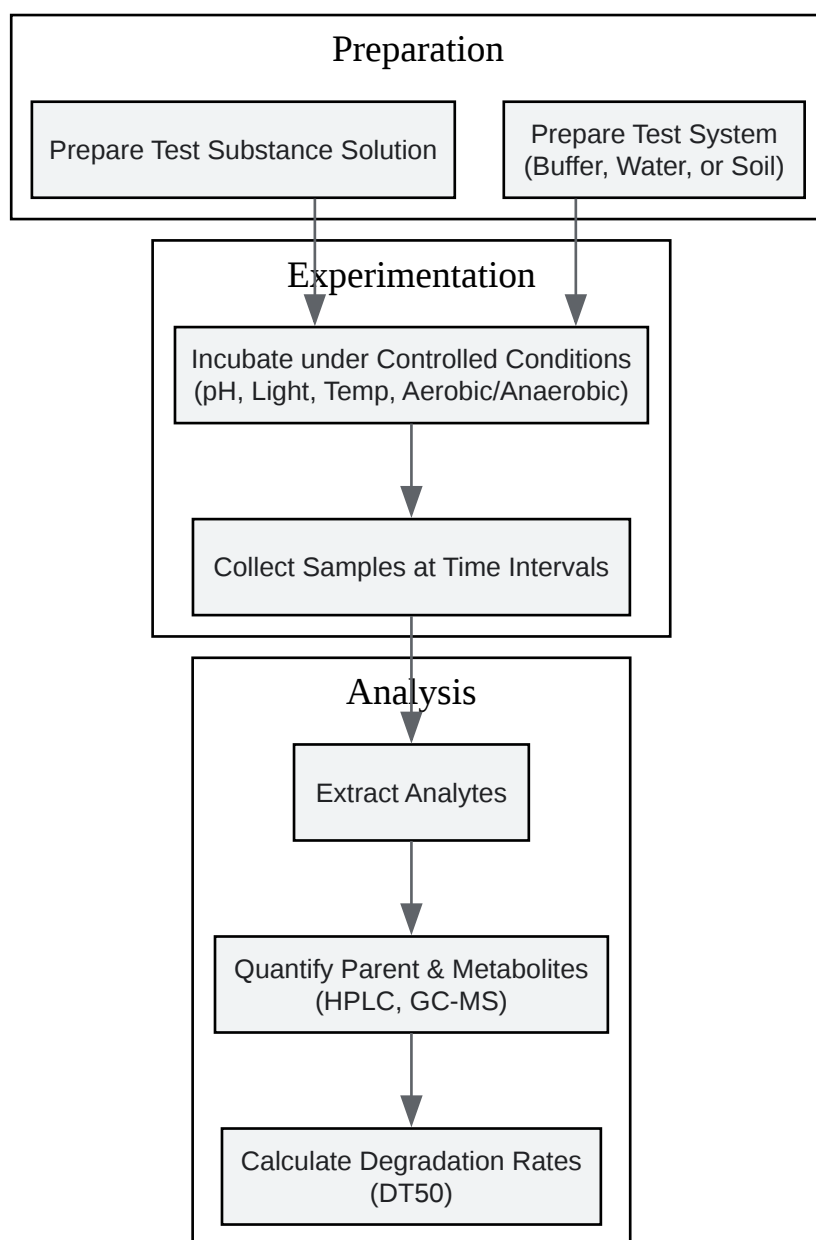 Preparation
Prepare Test Substance Solution
Prepare Test System
(Buffer, Water, or Soil)
Experimentation
Incubate under Controlled Conditions
(pH, Light, Temp, Aerobic/Anaerobic)
Collect Samples at Time Intervals
Analysis
Extract Analytes
Quantify Parent & Metabolites
(HPLC, GC-MS)
Calculate Degradation Rates
(DT50)